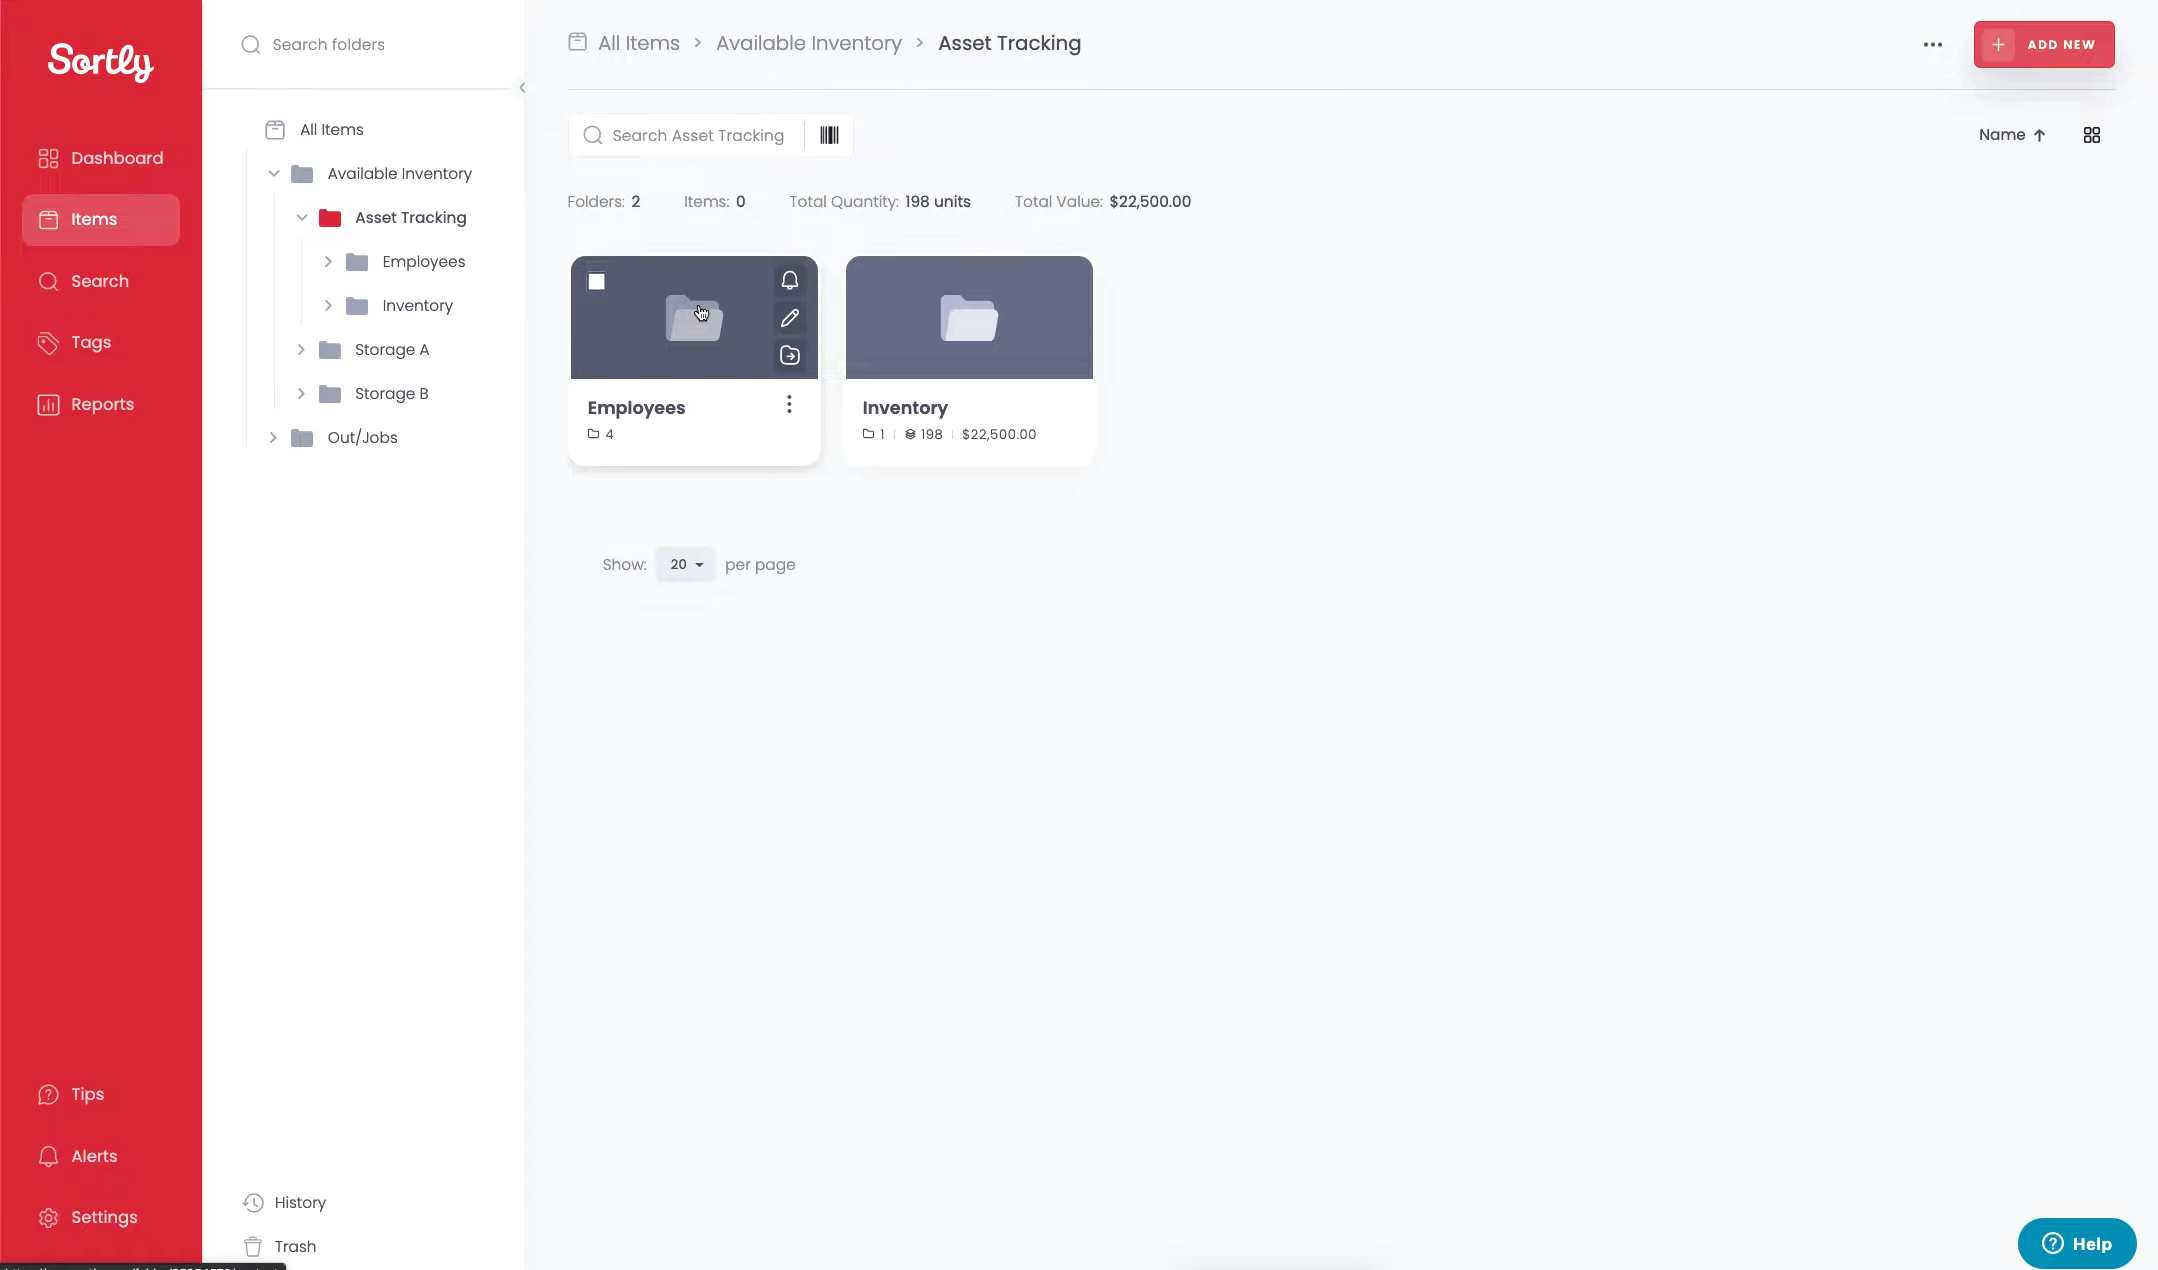 Sortly
Dashboard
Items
Search
Tags
Reports
Tips
Alerts
Settings
Search folders
All Items
Available Inventory
Asset Tracking
Employees
Inventory
Storage A
Storage B
Out/Jobs
History
Trash
All Items > Available Inventory > Asset Tracking
ADD NEW
Search Asset Tracking
Name
Folders: 2 Items: 0 Total Quantity: 198 units Total Value: $22,500.00
Employees
4
Inventory
1 | 198 | $22,500.00
Show: 20 per page
Help